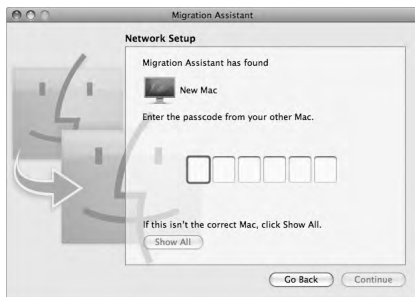 Migration Assistant
Network Setup
Migration Assistant has found
New Mac
Enter the passcode from your other Mac.
If this isn't the correct Mac, click Show All.
Show All
Go Back
Continue